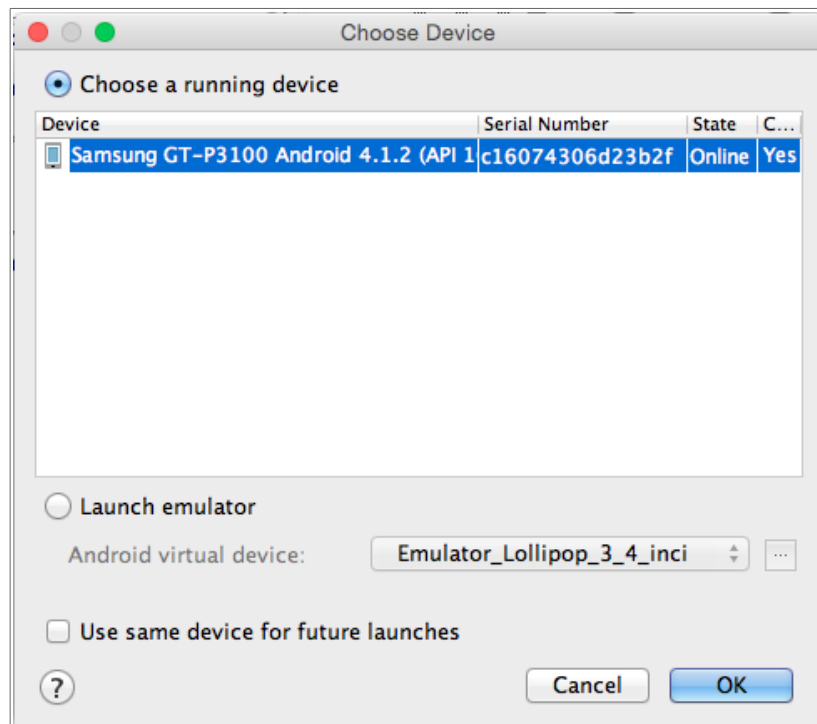 Choose Device
Choose a running device
Device Serial Number State C...
Samsung GT-P3100 Android 4.1.2 (API 1 c16074306d23b2f Online Yes
Launch emulator
Android virtual device: Emulator_Lollipop_3_4_inci ...
Use same device for future launches
? Cancel OK